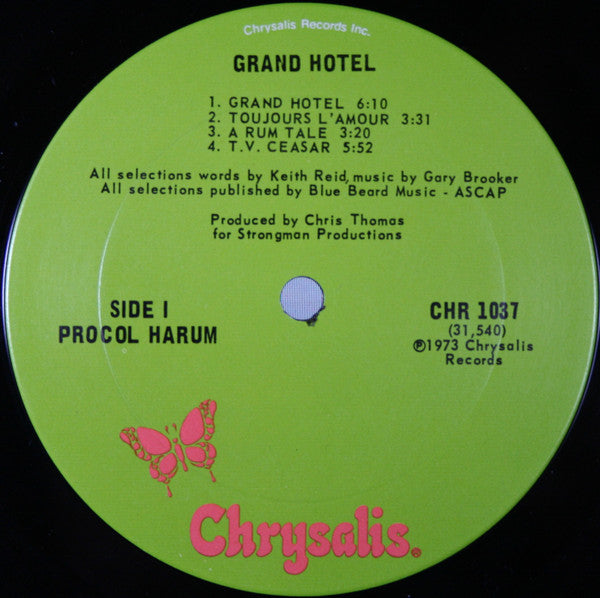 Chrysalis Records Inc.
GRAND HOTEL
1. GRAND HOTEL 6:10
2. TOUJOURS L'AMOUR 3:31
3. A RUM TALE 3:20
4. T.V. CEASAR 5:52
All selections words by Keith Reid, music by Gary Brooker
All selections published by Blue Beard Music - ASCAP
Produced by Chris Thomas
for Strongman Productions
SIDE I
PROCOL HARUM
CHR 1037
(31,540)
℗1973 Chrysalis
Records
Chrysalis®